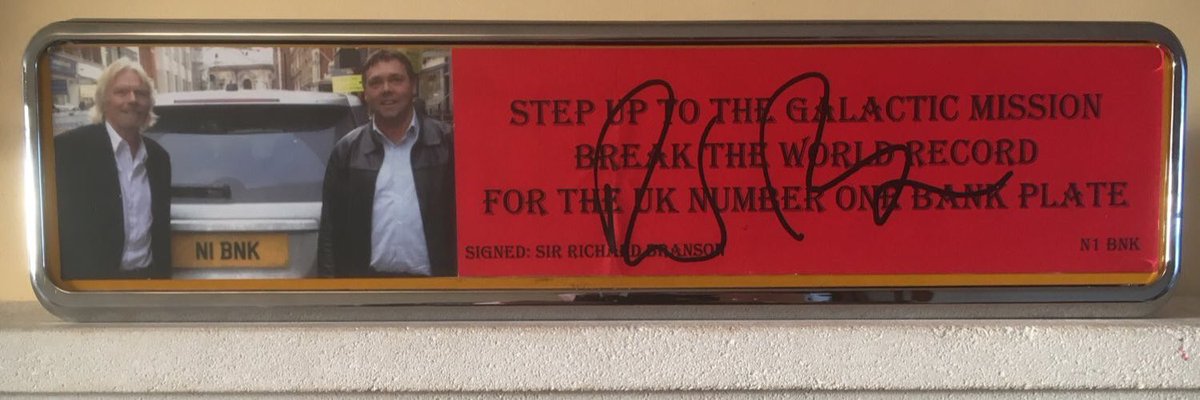 N1 BNK
STEP UP TO THE GALACTIC MISSION
BREAK THE WORLD RECORD
FOR THE UK NUMBER ONE BANK PLATE
SIGNED: SIR RICHARD BRANSON
N1 BNK